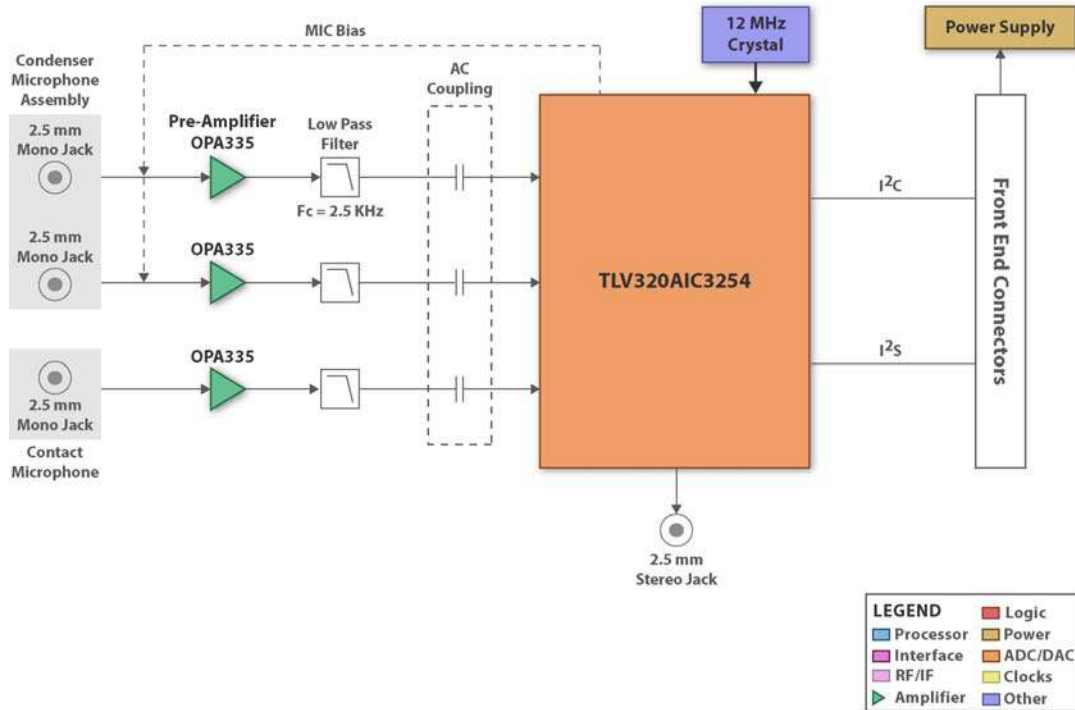 MIC Bias
12 MHz
Crystal
Power Supply
Condenser
Microphone
Assembly
AC
Coupling
2.5 mm
Mono Jack
Pre-Amplifier
OPA335
Low Pass
Filter
Fc = 2.5 KHz
I²C
2.5 mm
Mono Jack
OPA335
TLV320AIC3254
Front End Connectors
I²S
OPA335
2.5 mm
Mono Jack
Contact
Microphone
2.5 mm
Stereo Jack
LEGEND
Processor
Interface
RF/IF
Amplifier
Logic
Power
ADC/DAC
Clocks
Other